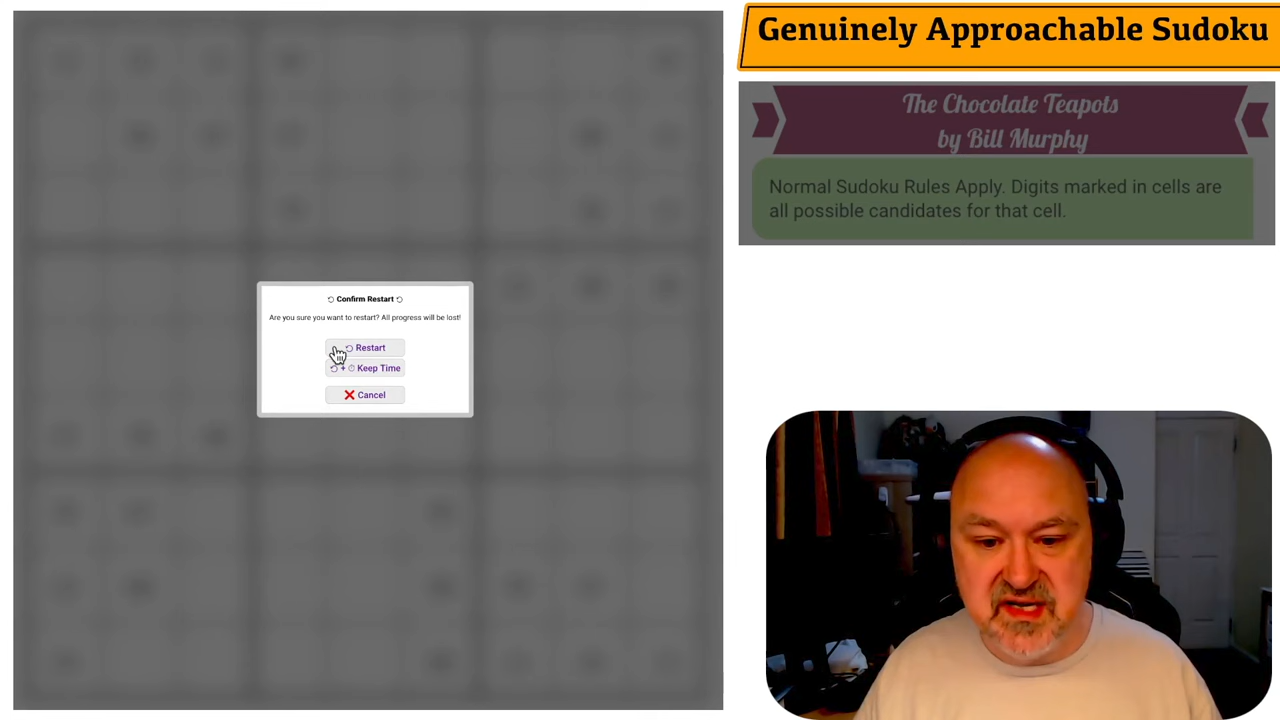 Genuinely Approachable Sudoku
The Chocolate Teapots
by Bill Murphy
Normal Sudoku Rules Apply. Digits marked in cells are
all possible candidates for that cell.
Confirm Restart
Are you sure you want to restart? All progress will be lost!
Restart
+ Keep Time
Cancel